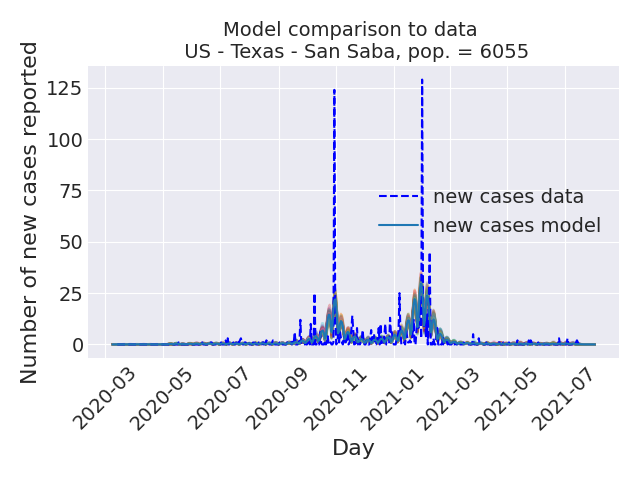 Model comparison to data
US - Texas - San Saba, pop. = 6055
Number of new cases reported
125
100
75
50
25
0
new cases data
new cases model
2020-03
2020-05
2020-07
2020-09
2020-11
2021-01
2021-03
2021-05
2021-07
Day